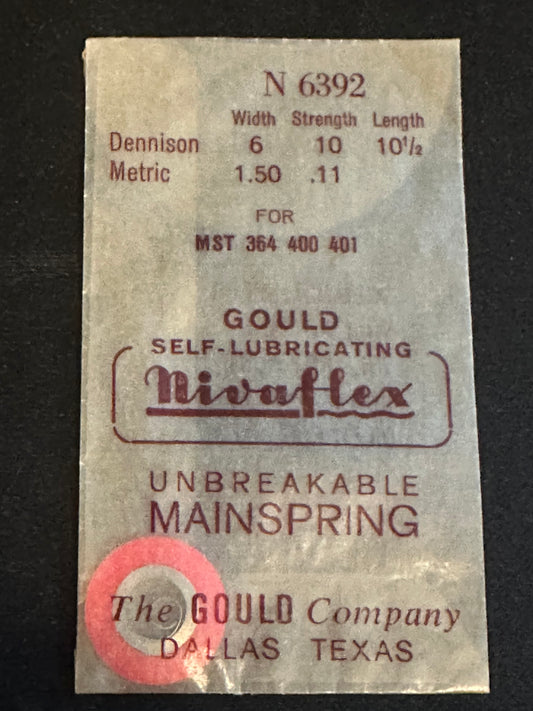 N 6392
Width Strength Length
Dennison 6 10 10½
Metric 1.50 .11
FOR
MST 364 400 401
GOULD
SELF-LUBRICATING
Nivaflex
UNBREAKABLE
MAINSPRING
The GOULD Company
DALLAS TEXAS